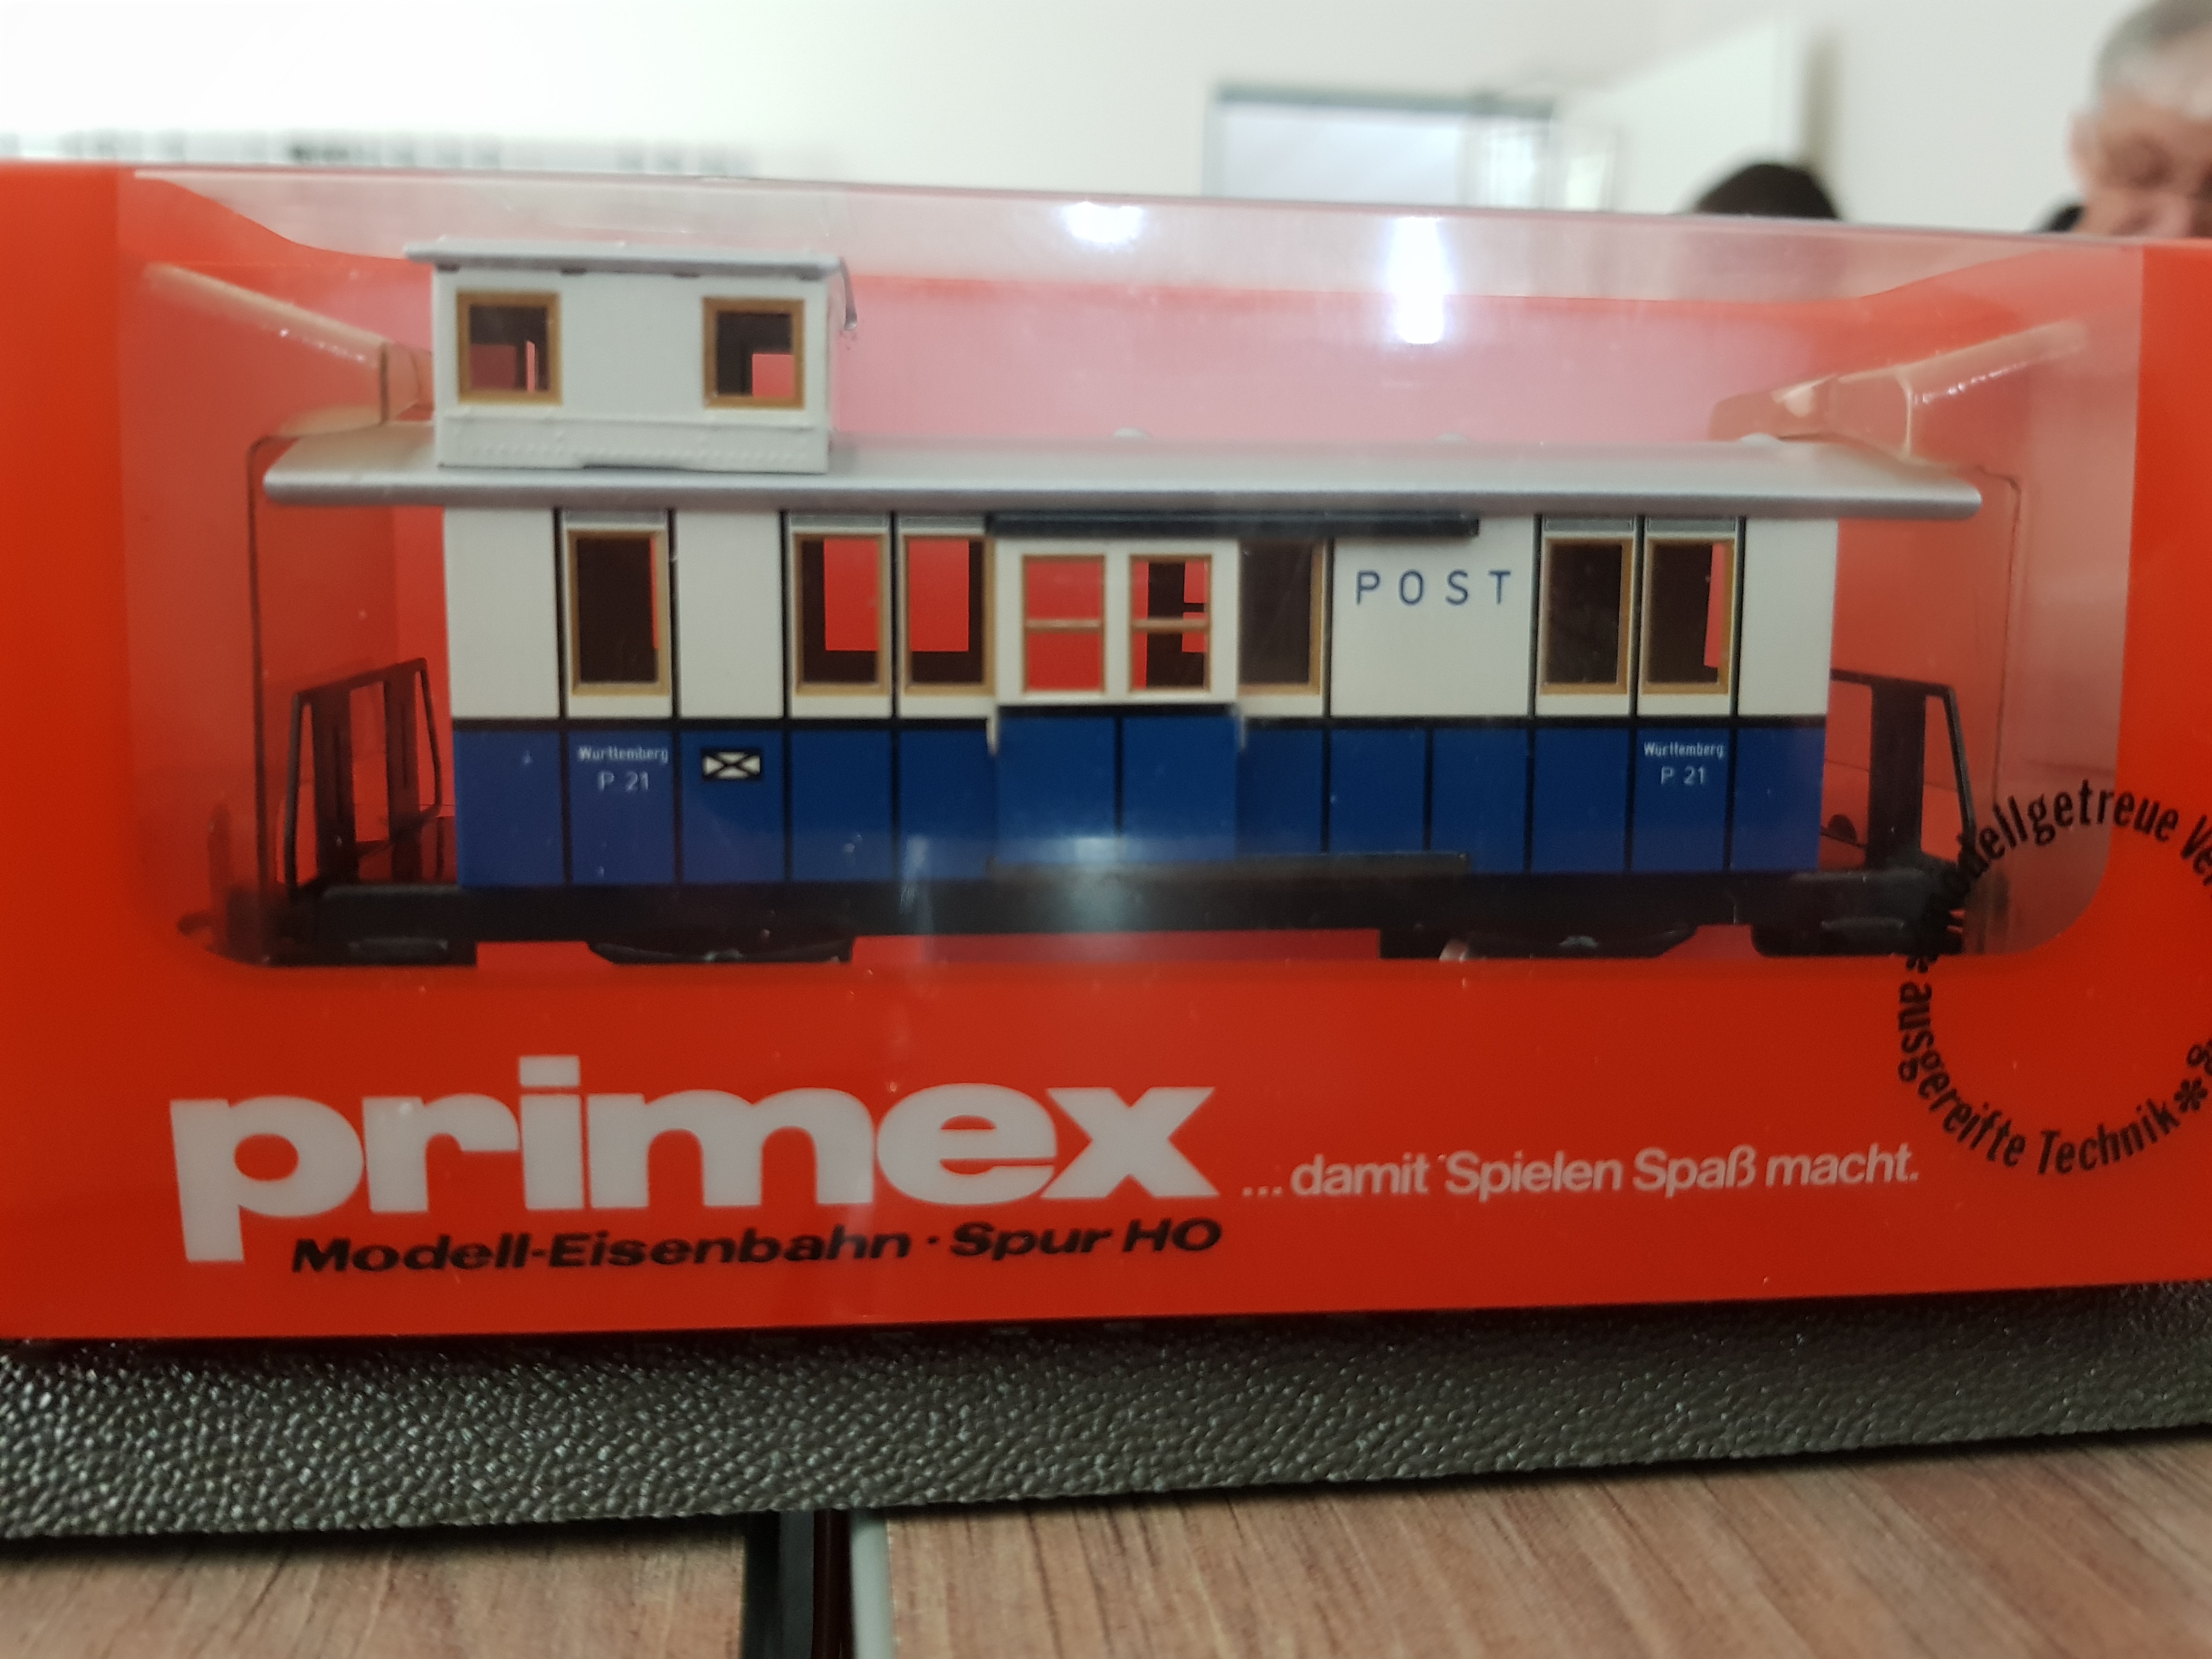 POST
Württemberg
P 21
Württemberg
P 21
modellgetreue
* ausgereifte Technik *
primex
...damit Spielen Spaß macht.
Modell-Eisenbahn · Spur HO